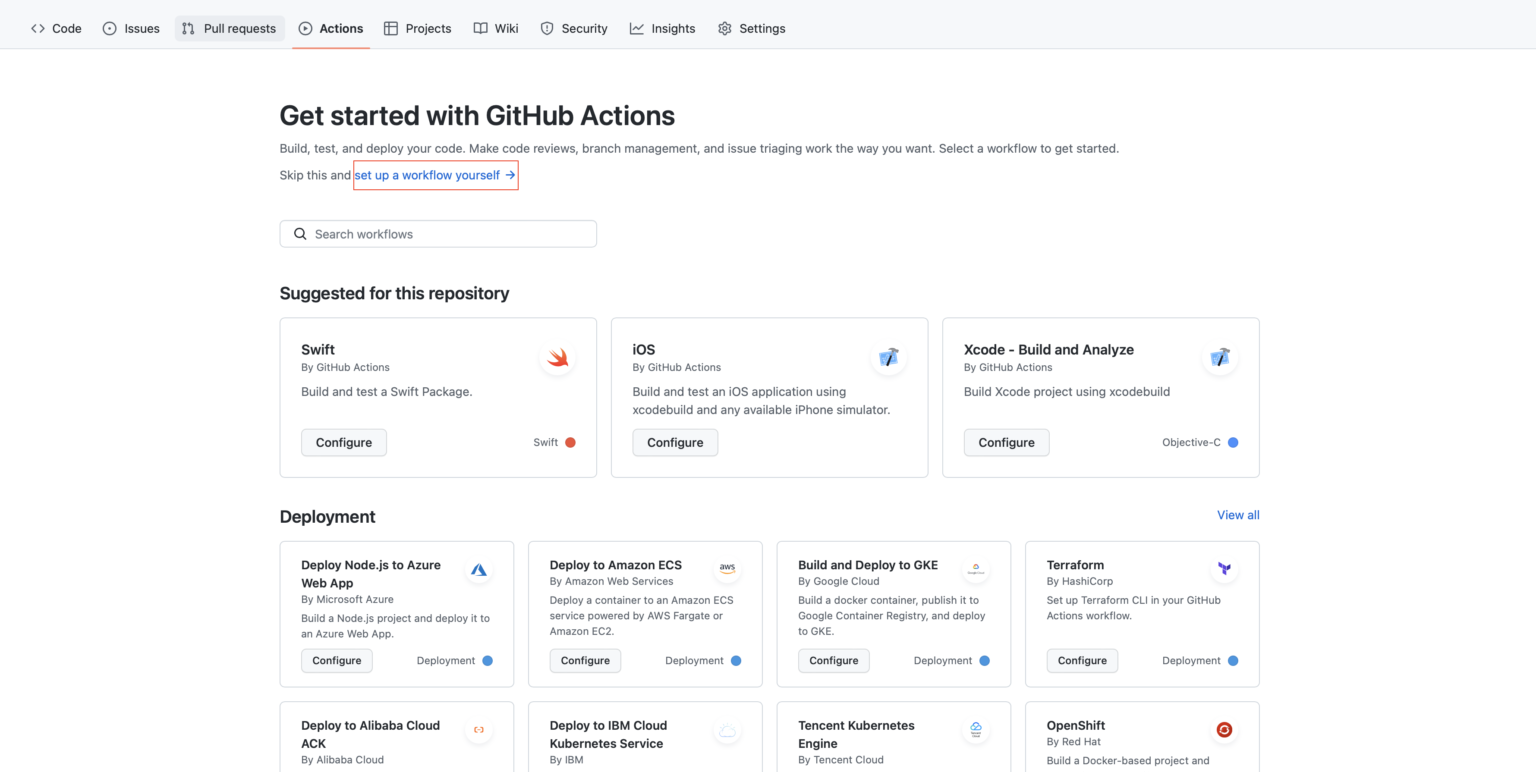 Code Issues Pull requests Actions Projects Wiki Security Insights Settings
Get started with GitHub Actions
Build, test, and deploy your code. Make code reviews, branch management, and issue triaging work the way you want. Select a workflow to get started.
Skip this and set up a workflow yourself →
Search workflows
Suggested for this repository
Swift
By GitHub Actions
Build and test a Swift Package.
Configure
Swift
iOS
By GitHub Actions
Build and test an iOS application using
xcodebuild and any available iPhone simulator.
Configure
Xcode - Build and Analyze
By GitHub Actions
Build Xcode project using xcodebuild
Configure
Objective-C
Deployment
View all
Deploy Node.js to Azure
Web App
By Microsoft Azure
Build a Node.js project and deploy it to
an Azure Web App.
Configure
Deployment
Deploy to Amazon ECS
aws
By Amazon Web Services
Deploy a container to an Amazon ECS
service powered by AWS Fargate or
Amazon EC2.
Configure
Deployment
Build and Deploy to GKE
By Google Cloud
Build a docker container, publish it to
Google Container Registry, and deploy
to GKE.
Configure
Deployment
Terraform
By HashiCorp
Set up Terraform CLI in your GitHub
Actions workflow.
Configure
Deployment
Deploy to Alibaba Cloud
ACK
By Alibaba Cloud
Deploy to IBM Cloud
Kubernetes Service
By IBM
Tencent Kubernetes
Engine
By Tencent Cloud
OpenShift
By Red Hat
Build a Docker-based project and